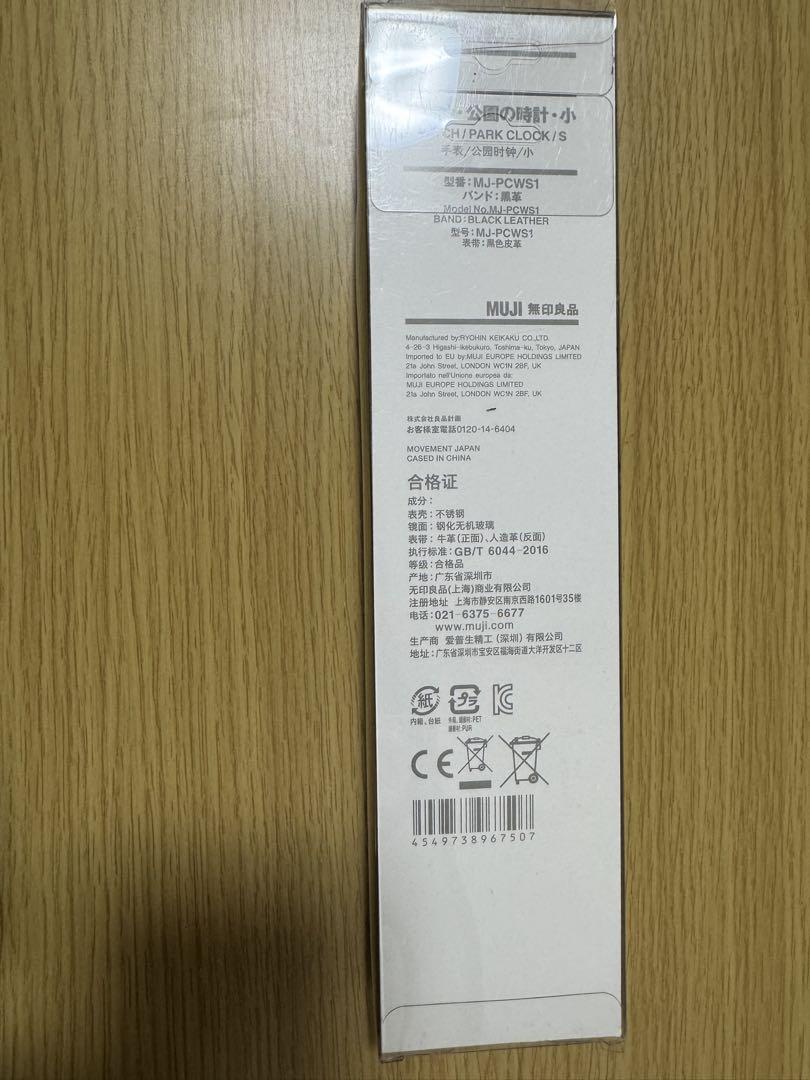 ・公園の時計・小
CH / PARK CLOCK / S
手表/公园时钟/小
型番：MJ-PCWS1
バンド：黒革
Model No.MJ-PCWS1
BAND：BLACK LEATHER
型号：MJ-PCWS1
表带：黑色皮革
MUJI 無印良品
Manufactured by:RYOHIN KEIKAKU CO.,LTD.
4-26-3 Higashi-Ikebukuro, Toshima-ku, Tokyo, JAPAN
Imported to EU by:MUJI EUROPE HOLDINGS LIMITED
21a John Street, LONDON WC1N 2BF, UK
Importato nell'Unione europea da:
MUJI EUROPE HOLDINGS LIMITED
21a John Street, LONDON WC1N 2BF, UK
株式会社良品計画
お客様室電話0120-14-6404
MOVEMENT JAPAN
CASED IN CHINA
合格证
成分：
表壳：不锈钢
镜面：钢化无机玻璃
表带：牛革(正面)、人造革(反面)
执行标准：GB/T 6044-2016
等级：合格品
产地：广东省深圳市
无印良品(上海)商业有限公司
注册地址 上海市静安区南京西路1601号35楼
电话：021-6375-6677
www.muji.com
生产商 爱普生精工（深圳）有限公司
地址：广东省深圳市宝安区福海街道大洋开发区十二区
紙 プラ
内箱、台紙 外箱、緩衝材：PET
緩衝材：PUR
CE
4549738967507